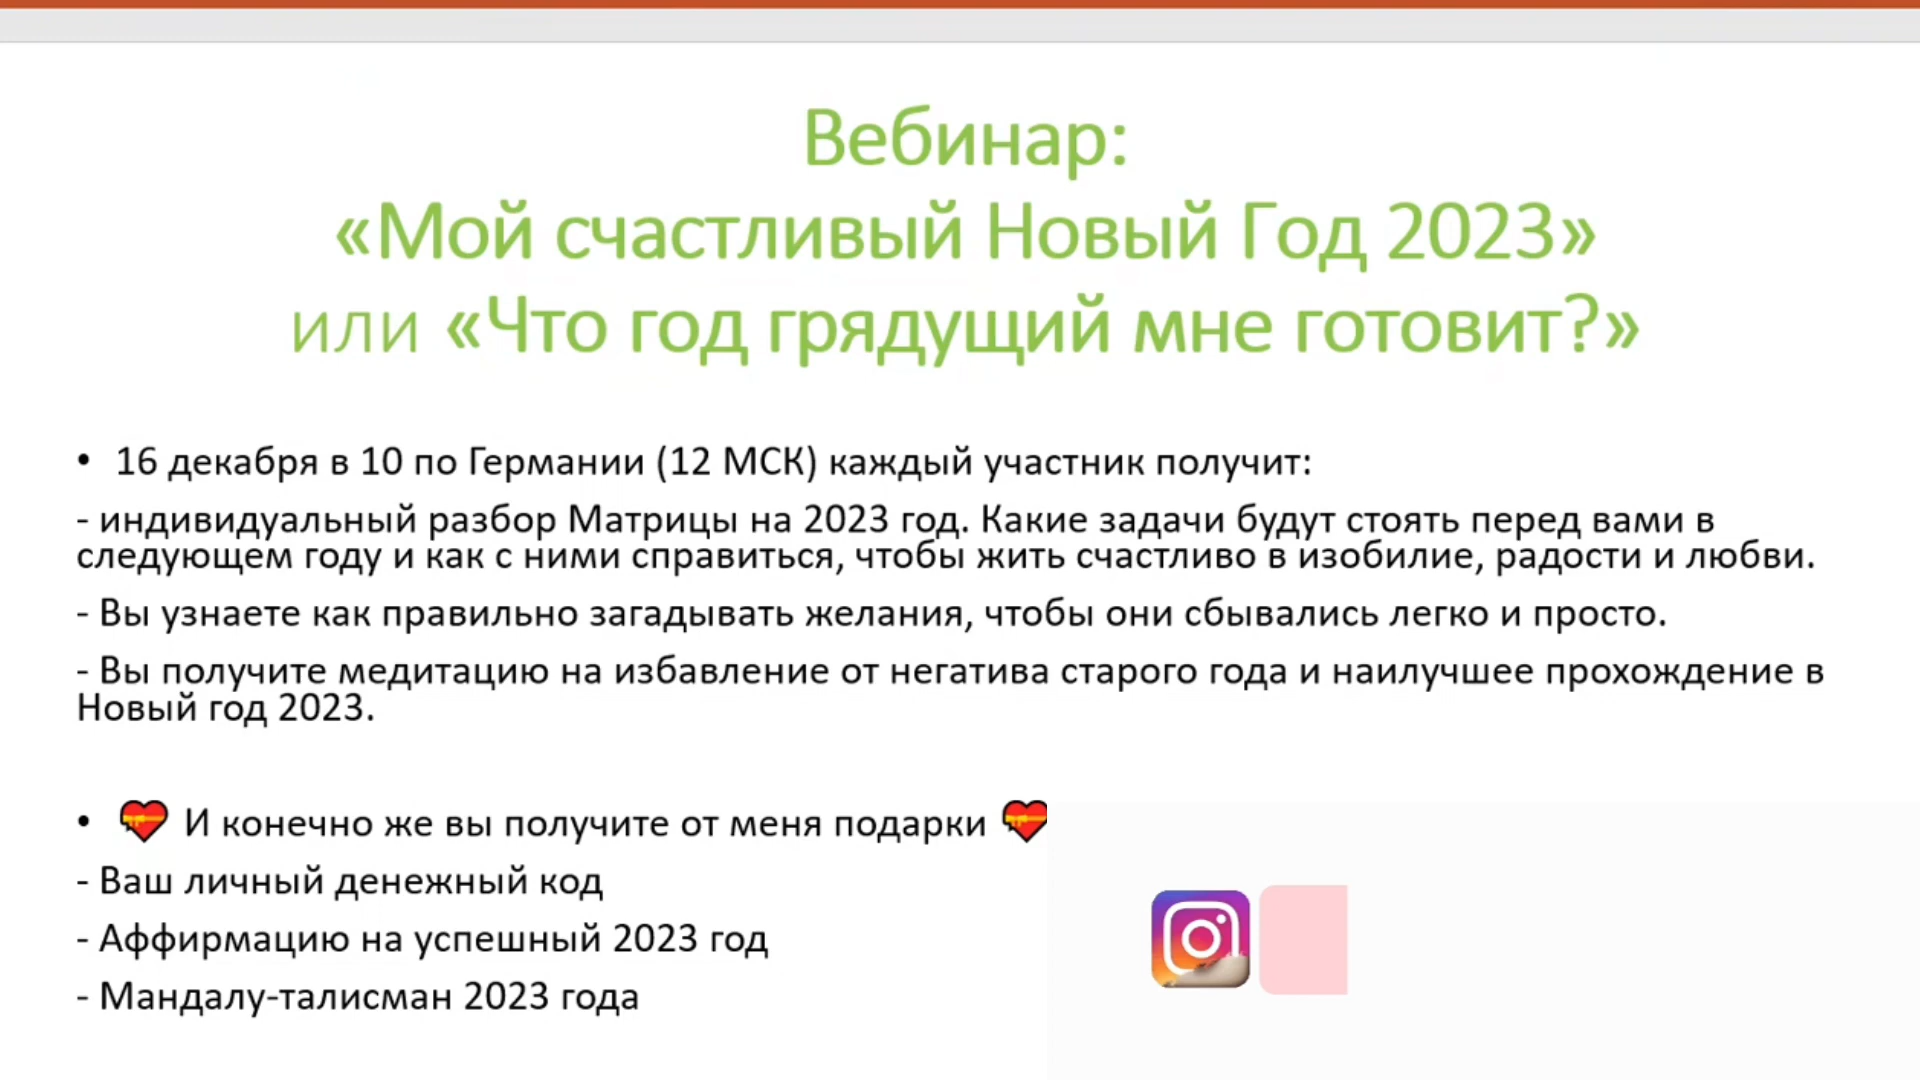 Вебинар:
«Мой счастливый Новый Год 2023»
или «Что год грядущий мне готовит?»
• 16 декабря в 10 по Германии (12 МСК) каждый участник получит:
- индивидуальный разбор Матрицы на 2023 год. Какие задачи будут стоять перед вами в
следующем году и как с ними справиться, чтобы жить счастливо в изобилие, радости и любви.
- Вы узнаете как правильно загадывать желания, чтобы они сбывались легко и просто.
- Вы получите медитацию на избавление от негатива старого года и наилучшее прохождение в
Новый год 2023.
• 💝 И конечно же вы получите от меня подарки 💝
- Ваш личный денежный код
- Аффирмацию на успешный 2023 год
- Мандалу-талисман 2023 года